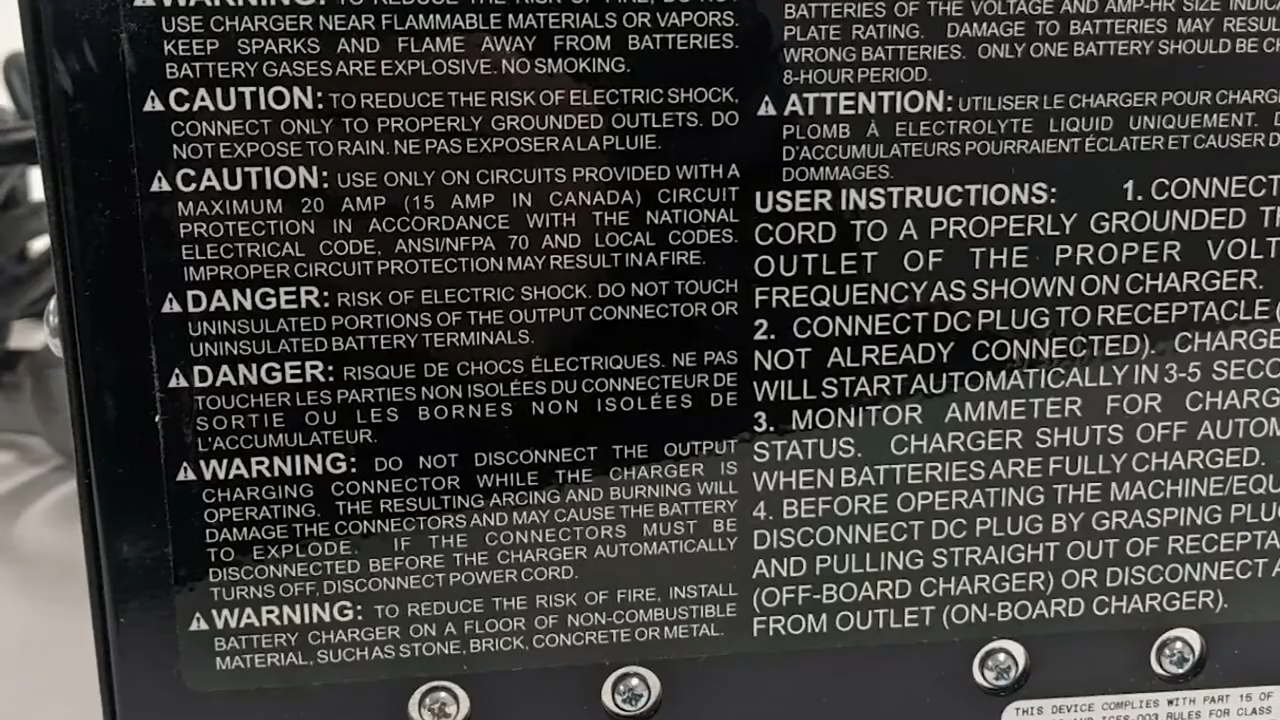 WARNING: TO REDUCE THE RISK OF FIRE, DO NOT
USE CHARGER NEAR FLAMMABLE MATERIALS OR VAPORS.
KEEP SPARKS AND FLAME AWAY FROM BATTERIES.
BATTERY GASES ARE EXPLOSIVE. NO SMOKING.
CAUTION: TO REDUCE THE RISK OF ELECTRIC SHOCK,
CONNECT ONLY TO PROPERLY GROUNDED OUTLETS. DO
NOT EXPOSE TO RAIN. NE PAS EXPOSER A LA PLUIE.
CAUTION: USE ONLY ON CIRCUITS PROVIDED WITH A
MAXIMUM 20 AMP (15 AMP IN CANADA) CIRCUIT
PROTECTION IN ACCORDANCE WITH THE NATIONAL
ELECTRICAL CODE, ANSI/NFPA 70 AND LOCAL CODES.
IMPROPER CIRCUIT PROTECTION MAY RESULT IN A FIRE.
DANGER: RISK OF ELECTRIC SHOCK. DO NOT TOUCH
UNINSULATED PORTIONS OF THE OUTPUT CONNECTOR OR
UNINSULATED BATTERY TERMINALS.
DANGER: RISQUE DE CHOCS ÉLECTRIQUES. NE PAS
TOUCHER LES PARTIES NON ISOLÉES DU CONNECTEUR DE
SORTIE OU LES BORNES NON ISOLÉES DE
L'ACCUMULATEUR.
WARNING: DO NOT DISCONNECT THE OUTPUT
CHARGING CONNECTOR WHILE THE CHARGER IS
OPERATING. THE RESULTING ARCING AND BURNING WILL
DAMAGE THE CONNECTORS AND MAY CAUSE THE BATTERY
TO EXPLODE. IF THE CONNECTORS MUST BE
DISCONNECTED BEFORE THE CHARGER AUTOMATICALLY
TURNS OFF, DISCONNECT POWER CORD.
WARNING: TO REDUCE THE RISK OF FIRE, INSTALL
BATTERY CHARGER ON A FLOOR OF NON-COMBUSTIBLE
MATERIAL, SUCH AS STONE, BRICK, CONCRETE OR METAL.
BATTERIES OF THE VOLTAGE AND AMP-HR SIZE
PLATE RATING. DAMAGE TO BATTERIES MAY
WRONG BATTERIES. ONLY ONE BATTERY SHOULD BE
8-HOUR PERIOD.
ATTENTION: UTILISER LE CHARGER POUR
PLOMB À ELECTROLYTE LIQUID UNIQUEMENT.
D'ACCUMULATEURS POURRAIENT ÉCLATER ET CAUSER
DOMMAGES.
USER INSTRUCTIONS: 1. CONNECT
CORD TO A PROPERLY GROUNDED
OUTLET OF THE PROPER
FREQUENCY AS SHOWN ON CHARGER.
2. CONNECT DC PLUG TO RECEPTACLE
NOT ALREADY CONNECTED). 
WILL START AUTOMATICALLY IN 3-5
3. MONITOR AMMETER FOR
STATUS. CHARGER SHUTS OFF
WHEN BATTERIES ARE FULLY CHARGED.
4. BEFORE OPERATING THE
DISCONNECT DC PLUG BY GRASPING
AND PULLING STRAIGHT OUT OF
(OFF-BOARD CHARGER) OR DISCONNECT
FROM OUTLET (ON-BOARD CHARGER).
THIS DEVICE COMPLIES WITH PART 15 OF
RULES FOR CLASS